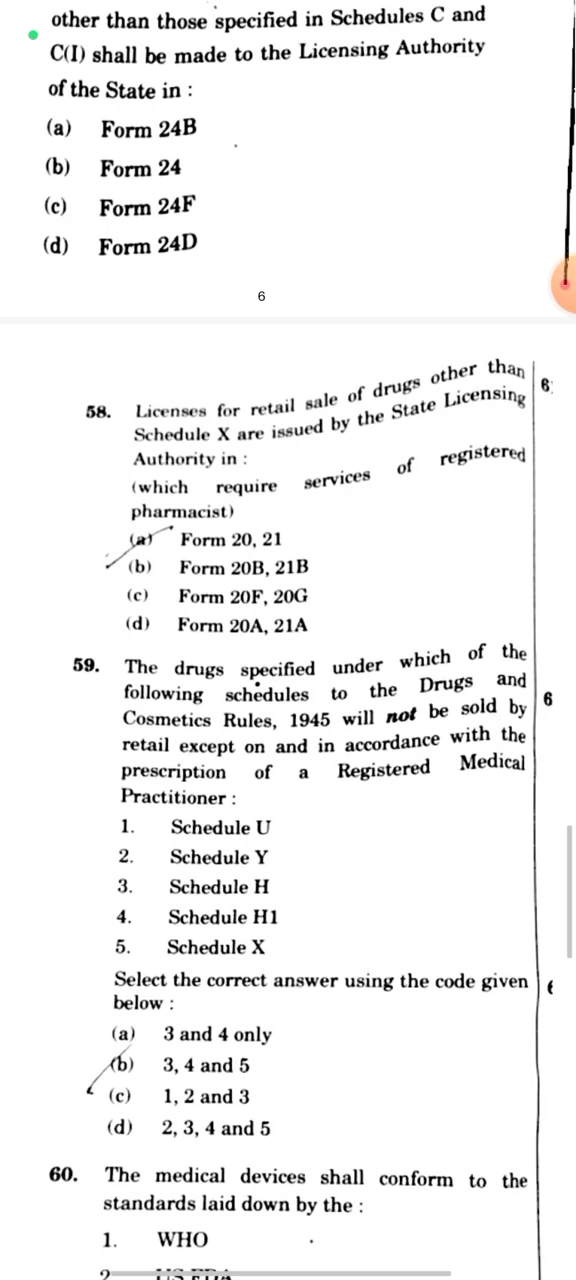 other than those specified in Schedules C and
C(I) shall be made to the Licensing Authority
of the State in :
(a) Form 24B
(b) Form 24
(c) Form 24F
(d) Form 24D
6
58. Licenses for retail sale of drugs other than
Schedule X are issued by the State Licensing
Authority in :
(which require services of registered
pharmacist)
(a) Form 20, 21
(b) Form 20B, 21B
(c) Form 20F, 20G
(d) Form 20A, 21A
59. The drugs specified under which of the
following schedules to the Drugs and
Cosmetics Rules, 1945 will not be sold by
retail except on and in accordance with the
prescription of a Registered Medical
Practitioner :
1. Schedule U
2. Schedule Y
3. Schedule H
4. Schedule H1
5. Schedule X
Select the correct answer using the code given
below :
(a) 3 and 4 only
(b) 3, 4 and 5
(c) 1, 2 and 3
(d) 2, 3, 4 and 5
60. The medical devices shall conform to the
standards laid down by the :
1. WHO